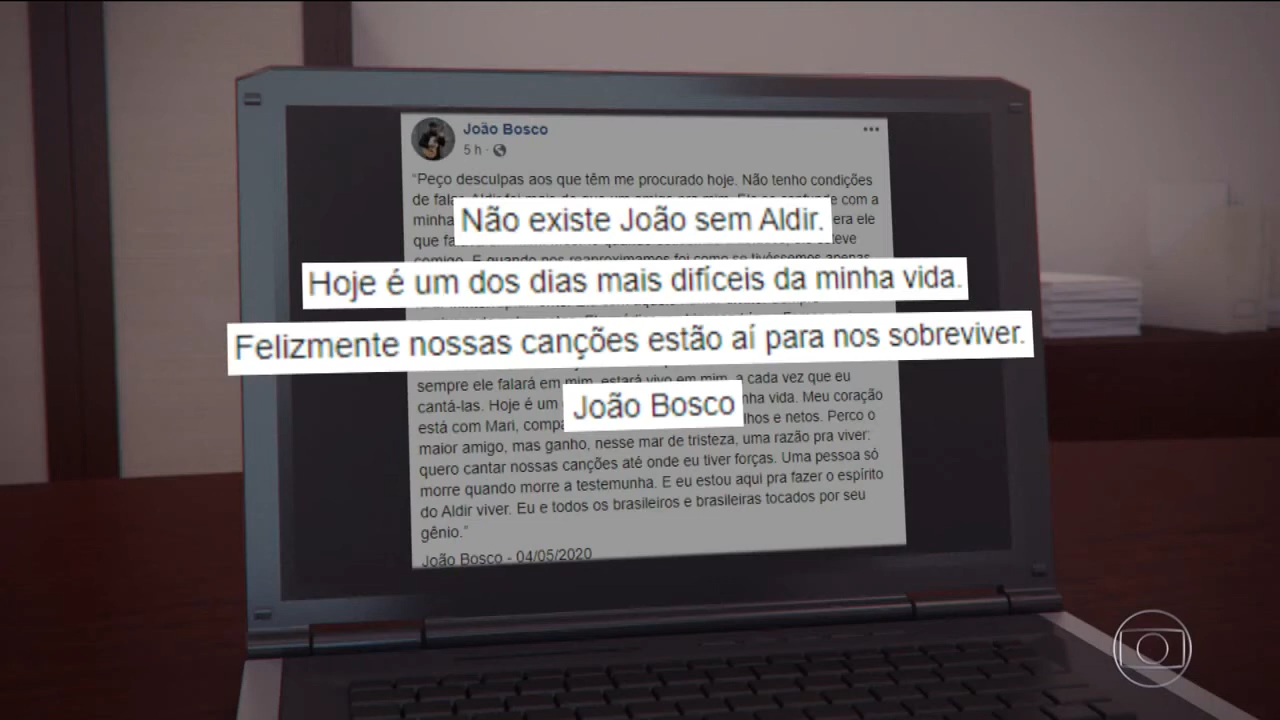 João Bosco
5 h
“Peço desculpas aos que têm me procurado hoje. Não tenho condições
de com a
minha era ele
que
Não existe João sem Aldir.
Hoje é um dos dias mais difíceis da minha vida.
Felizmente nossas canções estão aí para nos sobreviver.
João Bosco
sempre ele falará em mim, estará vivo em mim, a cada vez que eu
cantá-las. Hoje é um vida. Meu coração
está com Mari, e netos. Perco o
maior amigo, mas ganho, nesse mar de tristeza, uma razão pra viver:
quero cantar nossas canções até onde eu tiver forças. Uma pessoa só
morre quando morre a testemunha. E eu estou aqui pra fazer o espírito
do Aldir viver. Eu e todos os brasileiros e brasileiras tocados por seu
gênio.”
João Bosco - 04/05/2020